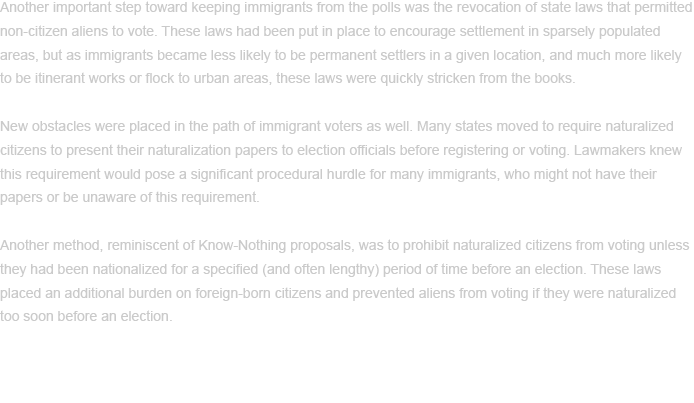 Another important step toward keeping immigrants from the polls was the revocation of state laws that permitted
non-citizen aliens to vote. These laws had been put in place to encourage settlement in sparsely populated
areas, but as immigrants became less likely to be permanent settlers in a given location, and much more likely
to be itinerant works or flock to urban areas, these laws were quickly stricken from the books.
New obstacles were placed in the path of immigrant voters as well. Many states moved to require naturalized
citizens to present their naturalization papers to election officials before registering or voting. Lawmakers knew
this requirement would pose a significant procedural hurdle for many immigrants, who might not have their
papers or be unaware of this requirement.
Another method, reminiscent of Know-Nothing proposals, was to prohibit naturalized citizens from voting unless
they had been nationalized for a specified (and often lengthy) period of time before an election. These laws
placed an additional burden on foreign-born citizens and prevented aliens from voting if they were naturalized
too soon before an election.